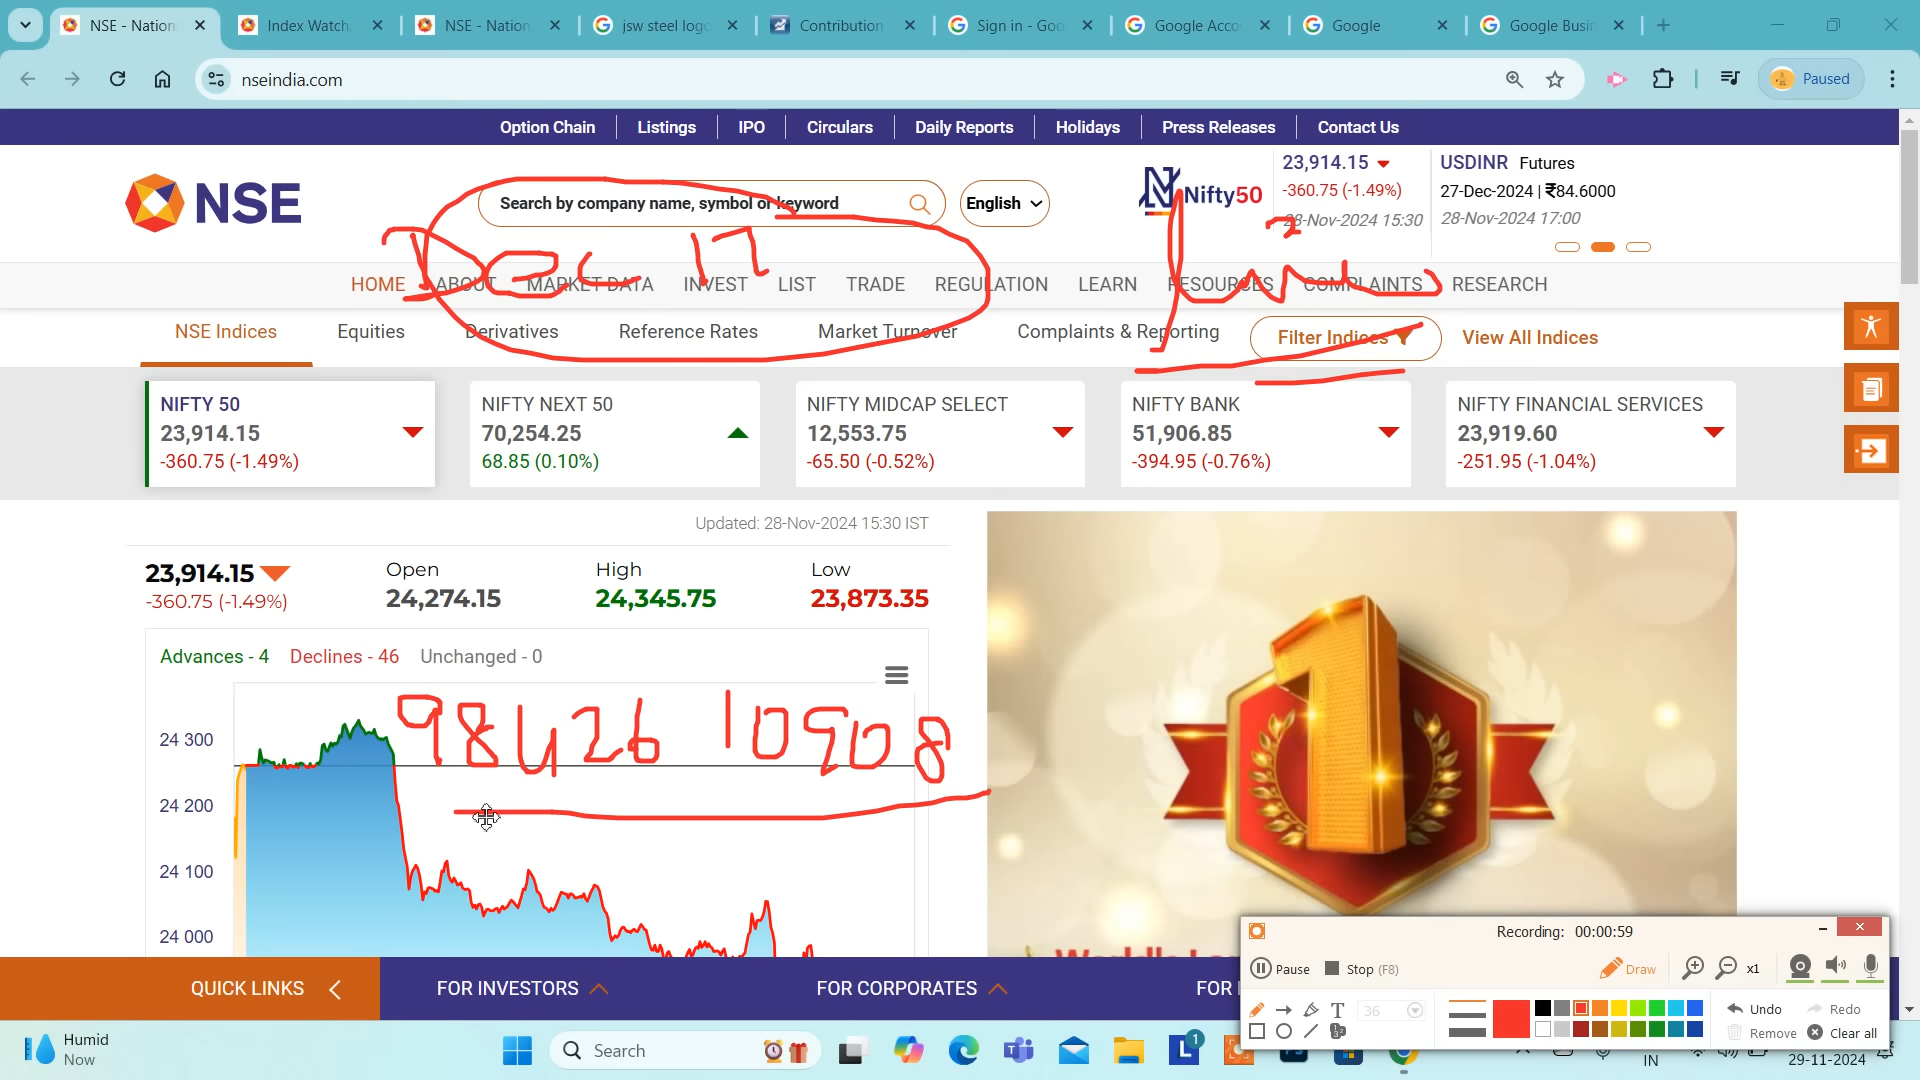 NSE - Nation
Index Watch
NSE - Nation
jsw steel logo
Contribution
Sign in - Goo
Google Acco
Google
Google Busin
nseindia.com
Paused
Option Chain
Listings
IPO
Circulars
Daily Reports
Holidays
Press Releases
Contact Us
NSE
Search by company name, symbol or keyword
English
Nifty50
23,914.15
-360.75 (-1.49%)
28-Nov-2024 15:30
USDINR Futures
27-Dec-2024 | ₹84.6000
28-Nov-2024 17:00
Dec 17
HOME
ABOUT
MARKET DATA
INVEST
LIST
TRADE
REGULATION
LEARN
RESOURCES
COMPLAINTS
RESEARCH
NSE Indices
Equities
Derivatives
Reference Rates
Market Turnover
Complaints & Reporting
Filter Indices
View All Indices
NIFTY 50
23,914.15
-360.75 (-1.49%)
NIFTY NEXT 50
70,254.25
68.85 (0.10%)
NIFTY MIDCAP SELECT
12,553.75
-65.50 (-0.52%)
NIFTY BANK
51,906.85
-394.95 (-0.76%)
NIFTY FINANCIAL SERVICES
23,919.60
-251.95 (-1.04%)
Updated: 28-Nov-2024 15:30 IST
23,914.15
-360.75 (-1.49%)
Open
24,274.15
High
24,345.75
Low
23,873.35
Advances - 4
Declines - 46
Unchanged - 0
98426 10908
24 300
24 200
24 100
24 000
QUICK LINKS
FOR INVESTORS
FOR CORPORATES
FOR
Recording: 00:00:59
Pause
Stop (F8)
Draw
x1
36
Undo
Redo
Remove
Clear all
Humid
Now
Search
L
1
IN
29-11-2024